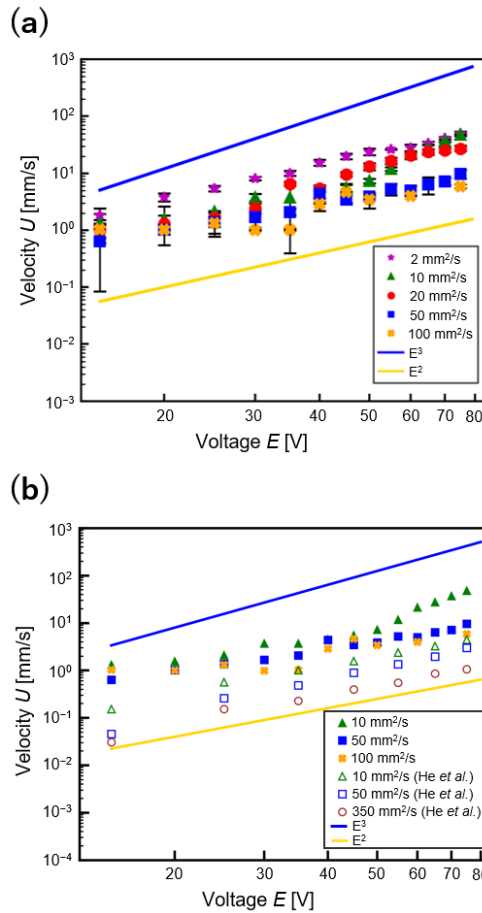 (a)
10³
10²
10¹
10⁰
10⁻¹
10⁻²
10⁻³
Velocity U [mm/s]
2 mm²/s
10 mm²/s
20 mm²/s
50 mm²/s
100 mm²/s
E³
E²
20 30 40 50 60 70 80
Voltage E [V]
(b)
10³
10²
10¹
10⁰
10⁻¹
10⁻²
10⁻³
10⁻⁴
Velocity U [mm/s]
10 mm²/s
50 mm²/s
100 mm²/s
10 mm²/s (He et al.)
50 mm²/s (He et al.)
350 mm²/s (He et al.)
E³
E²
20 30 40 50 60 70 80
Voltage E [V]